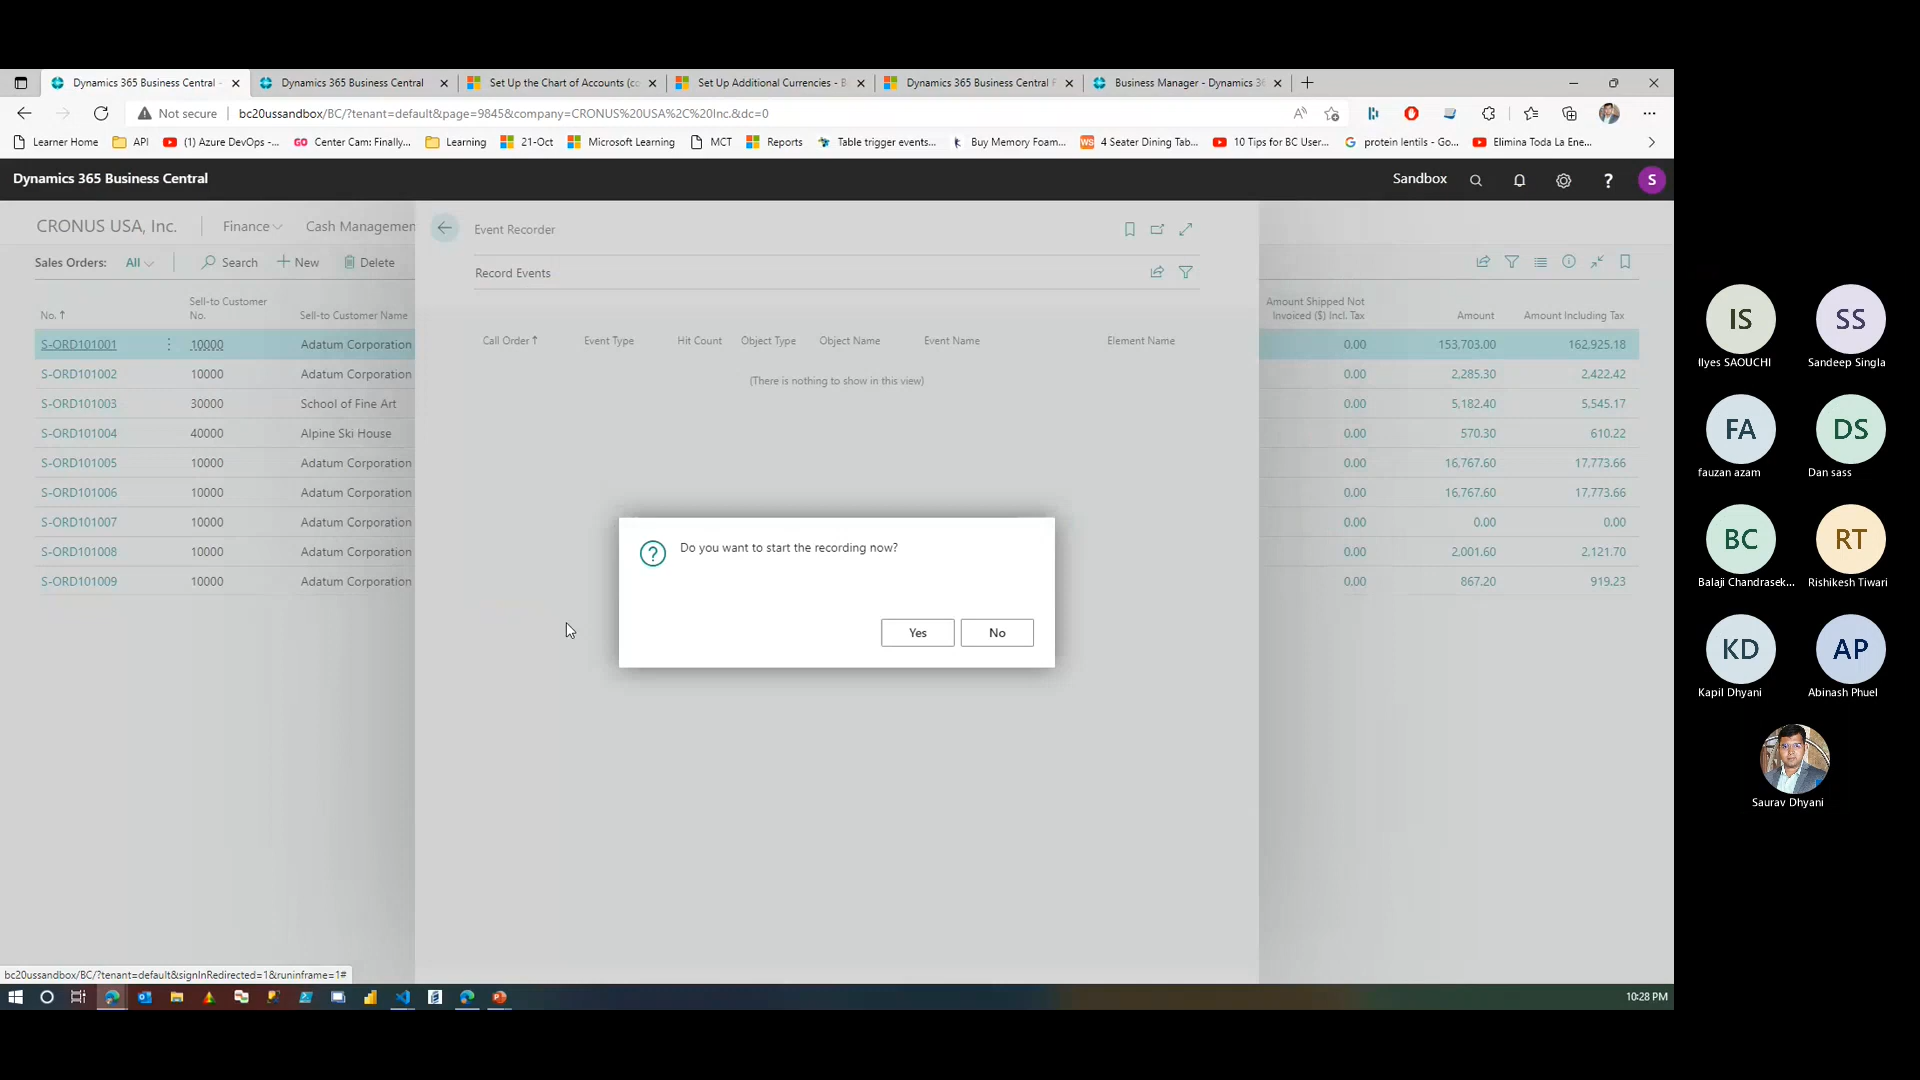 Dynamics 365 Business Central -
Dynamics 365 Business Central
Set Up the Chart of Accounts (co
Set Up Additional Currencies - B
Dynamics 365 Business Central F
Business Manager - Dynamics 36
Not secure
bc20ussandbox/BC/?tenant=default&page=9845&company=CRONUS%20USA%2C%20Inc.&dc=0
Learner Home
API
(1) Azure DevOps -...
GO Center Cam: Finally...
Learning
21-Oct
Microsoft Learning
MCT
Reports
Table trigger events...
Buy Memory Foam...
WS 4 Seater Dining Tab...
10 Tips for BC User...
protein lentils - Go...
Elimina Toda La Ene...
Dynamics 365 Business Central
Sandbox
S
CRONUS USA, Inc.
Finance
Cash Managemen
Event Recorder
Sales Orders:
All
Search
New
Delete
Record Events
No. ↑
Sell-to Customer
No.
Sell-to Customer Name
Call Order ↑
Event Type
Hit Count
Object Type
Object Name
Event Name
Element Name
Amount Shipped Not
Invoiced ($) Incl. Tax
Amount
Amount Including Tax
(There is nothing to show in this view)
S-ORD101001 10000 Adatum Corporation 0.00 153,703.00 162,925.18
S-ORD101002 10000 Adatum Corporation 0.00 2,285.30 2,422.42
S-ORD101003 30000 School of Fine Art 0.00 5,182.40 5,545.17
S-ORD101004 40000 Alpine Ski House 0.00 570.30 610.22
S-ORD101005 10000 Adatum Corporation 0.00 16,767.60 17,773.66
S-ORD101006 10000 Adatum Corporation 0.00 16,767.60 17,773.66
S-ORD101007 10000 Adatum Corporation 0.00 0.00 0.00
S-ORD101008 10000 Adatum Corporation 0.00 2,001.60 2,121.70
S-ORD101009 10000 Adatum Corporation 0.00 867.20 919.23
Do you want to start the recording now?
Yes
No
bc20ussandbox/BC/?tenant=default&signInRedirected=1&runinframe=1#
10:28 PM
IS
Ilyes SAOUCHI
SS
Sandeep Singla
FA
fauzan azam
DS
Dan sass
BC
Balaji Chandrasek...
RT
Rishikesh Tiwari
KD
Kapil Dhyani
AP
Abinash Phuel
Saurav Dhyani